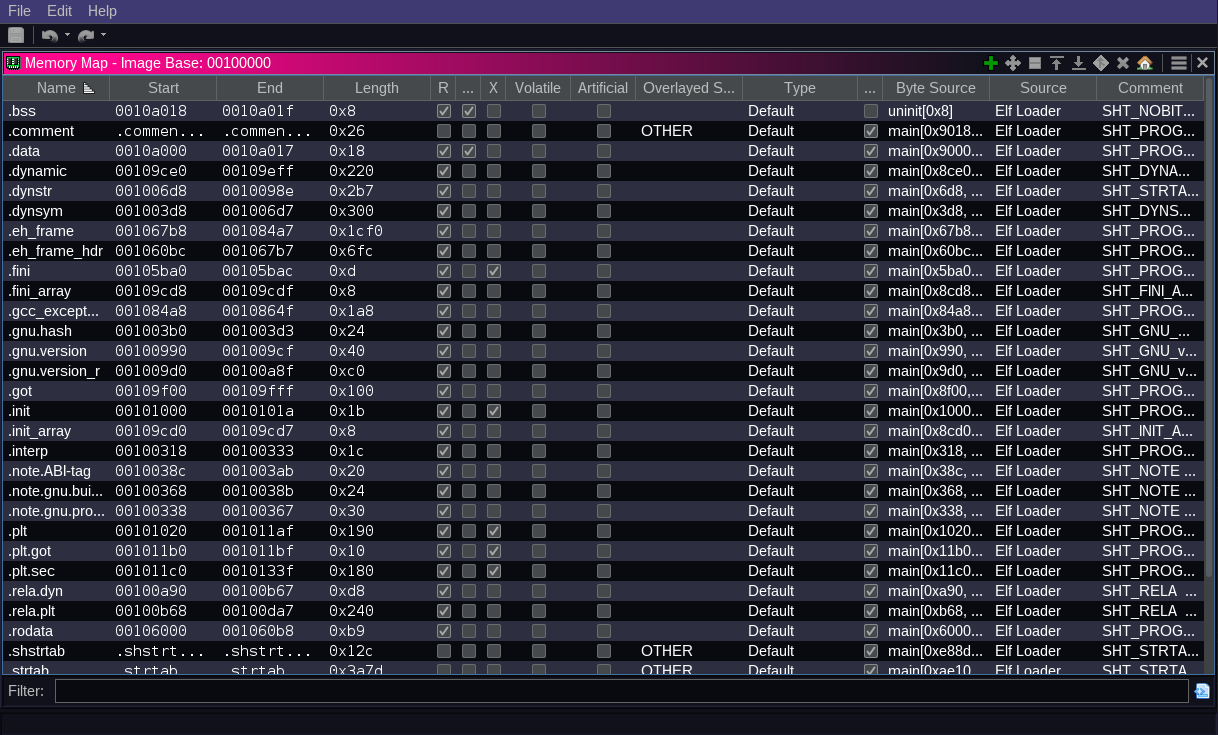 File Edit Help
Memory Map - Image Base: 00100000
Name Start End Length R ... X Volatile Artificial Overlayed S... Type ... Byte Source Source Comment
.bss 0010a018 0010a01f 0x8 Default uninit[0x8] Elf Loader SHT_NOBIT...
.comment .commen... .commen... 0x26 OTHER Default main[0x9018... Elf Loader SHT_PROG...
.data 0010a000 0010a017 0x18 Default main[0x9000... Elf Loader SHT_PROG...
.dynamic 00109ce0 00109eff 0x220 Default main[0x8ce0... Elf Loader SHT_DYNA...
.dynstr 001006d8 0010098e 0x2b7 Default main[0x6d8, ... Elf Loader SHT_STRTA...
.dynsym 001003d8 001006d7 0x300 Default main[0x3d8, ... Elf Loader SHT_DYNS...
.eh_frame 001067b8 001084a7 0x1cf0 Default main[0x67b8... Elf Loader SHT_PROG...
.eh_frame_hdr 001060bc 001067b7 0x6fc Default main[0x60bc... Elf Loader SHT_PROG...
.fini 00105ba0 00105bac 0xd Default main[0x5ba0... Elf Loader SHT_PROG...
.fini_array 00109cd8 00109cdf 0x8 Default main[0x8cd8... Elf Loader SHT_FINI_A...
.gcc_except... 001084a8 0010864f 0x1a8 Default main[0x84a8... Elf Loader SHT_PROG...
.gnu.hash 001003b0 001003d3 0x24 Default main[0x3b0, ... Elf Loader SHT_GNU_...
.gnu.version 00100990 001009cf 0x40 Default main[0x990, ... Elf Loader SHT_GNU_v...
.gnu.version_r 001009d0 00100a8f 0xc0 Default main[0x9d0, ... Elf Loader SHT_GNU_v...
.got 00109f00 00109fff 0x100 Default main[0x8f00,... Elf Loader SHT_PROG...
.init 00101000 0010101a 0x1b Default main[0x1000... Elf Loader SHT_PROG...
.init_array 00109cd0 00109cd7 0x8 Default main[0x8cd0... Elf Loader SHT_INIT_A...
.interp 00100318 00100333 0x1c Default main[0x318, ... Elf Loader SHT_PROG...
.note.ABI-tag 0010038c 001003ab 0x20 Default main[0x38c, ... Elf Loader SHT_NOTE ...
.note.gnu.bui... 00100368 0010038b 0x24 Default main[0x368, ... Elf Loader SHT_NOTE ...
.note.gnu.pro... 00100338 00100367 0x30 Default main[0x338, ... Elf Loader SHT_NOTE ...
.plt 00101020 001011af 0x190 Default main[0x1020... Elf Loader SHT_PROG...
.plt.got 001011b0 001011bf 0x10 Default main[0x11b0... Elf Loader SHT_PROG...
.plt.sec 001011c0 0010133f 0x180 Default main[0x11c0... Elf Loader SHT_PROG...
.rela.dyn 00100a90 00100b67 0xd8 Default main[0xa90, ... Elf Loader SHT_RELA ...
.rela.plt 00100b68 00100da7 0x240 Default main[0xb68, ... Elf Loader SHT_RELA ...
.rodata 00106000 001060b8 0xb9 Default main[0x6000... Elf Loader SHT_PROG...
.shstrtab .shstrt... .shstrt... 0x12c OTHER Default main[0xe88d... Elf Loader SHT_STRTA...
.strtab .strtab... .strtab... 0x3a7d OTHER Default main[0xae10... Elf Loader SHT_STRTA...
Filter: